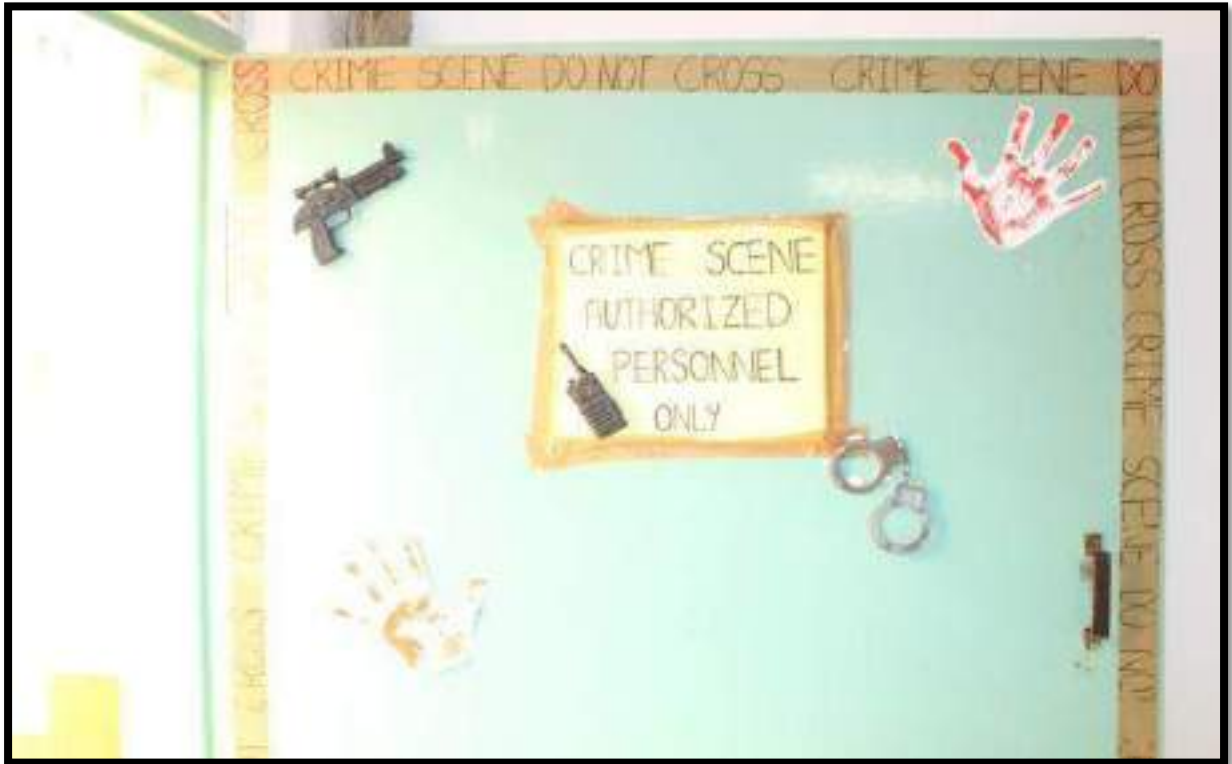 CRIME SCENE DO NOT CROSS CRIME SCENE DO
NOT CROSS CRIME SCENE DO NO
CRIME SCENE
AUTHORIZED
PERSONNEL
ONLY
CROSS
CROSS CRIME